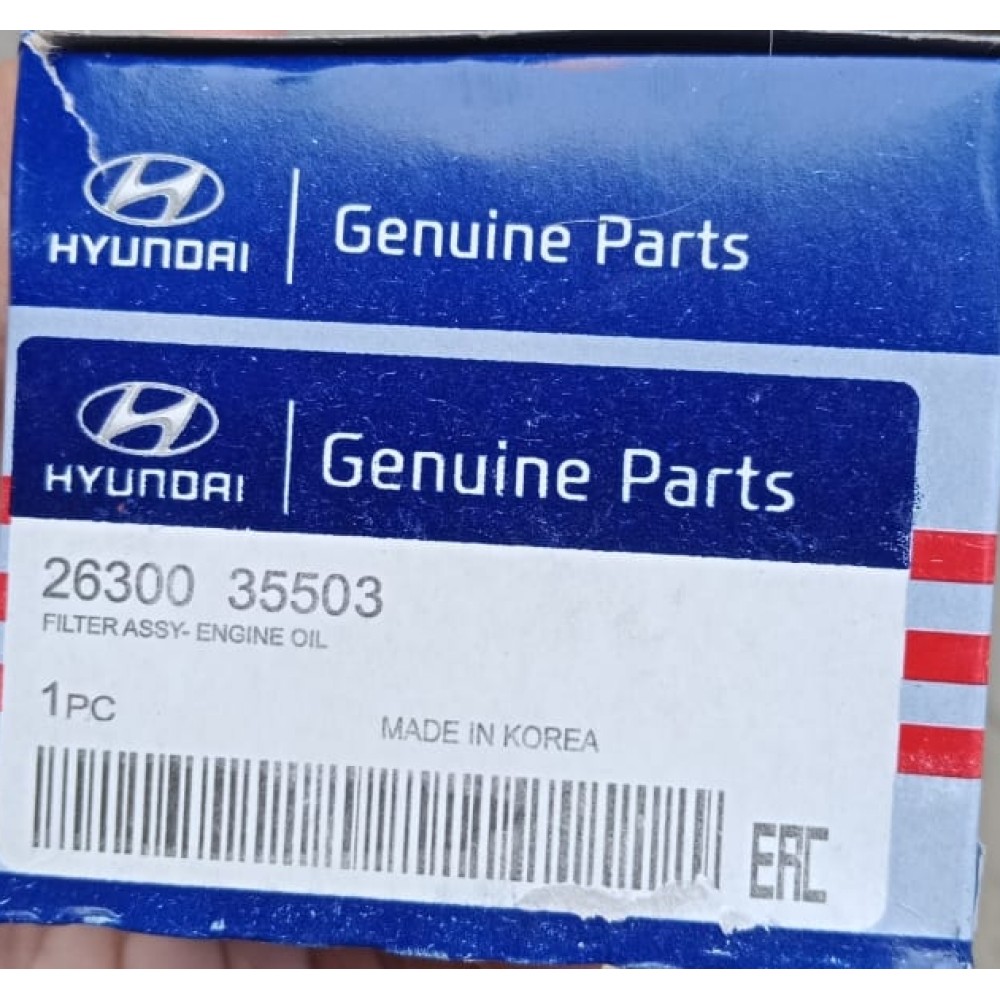 HYUNDAI
Genuine Parts
HYUNDAI
Genuine Parts
26300 35503
FILTER ASSY- ENGINE OIL
1PC
MADE IN KOREA
EAC